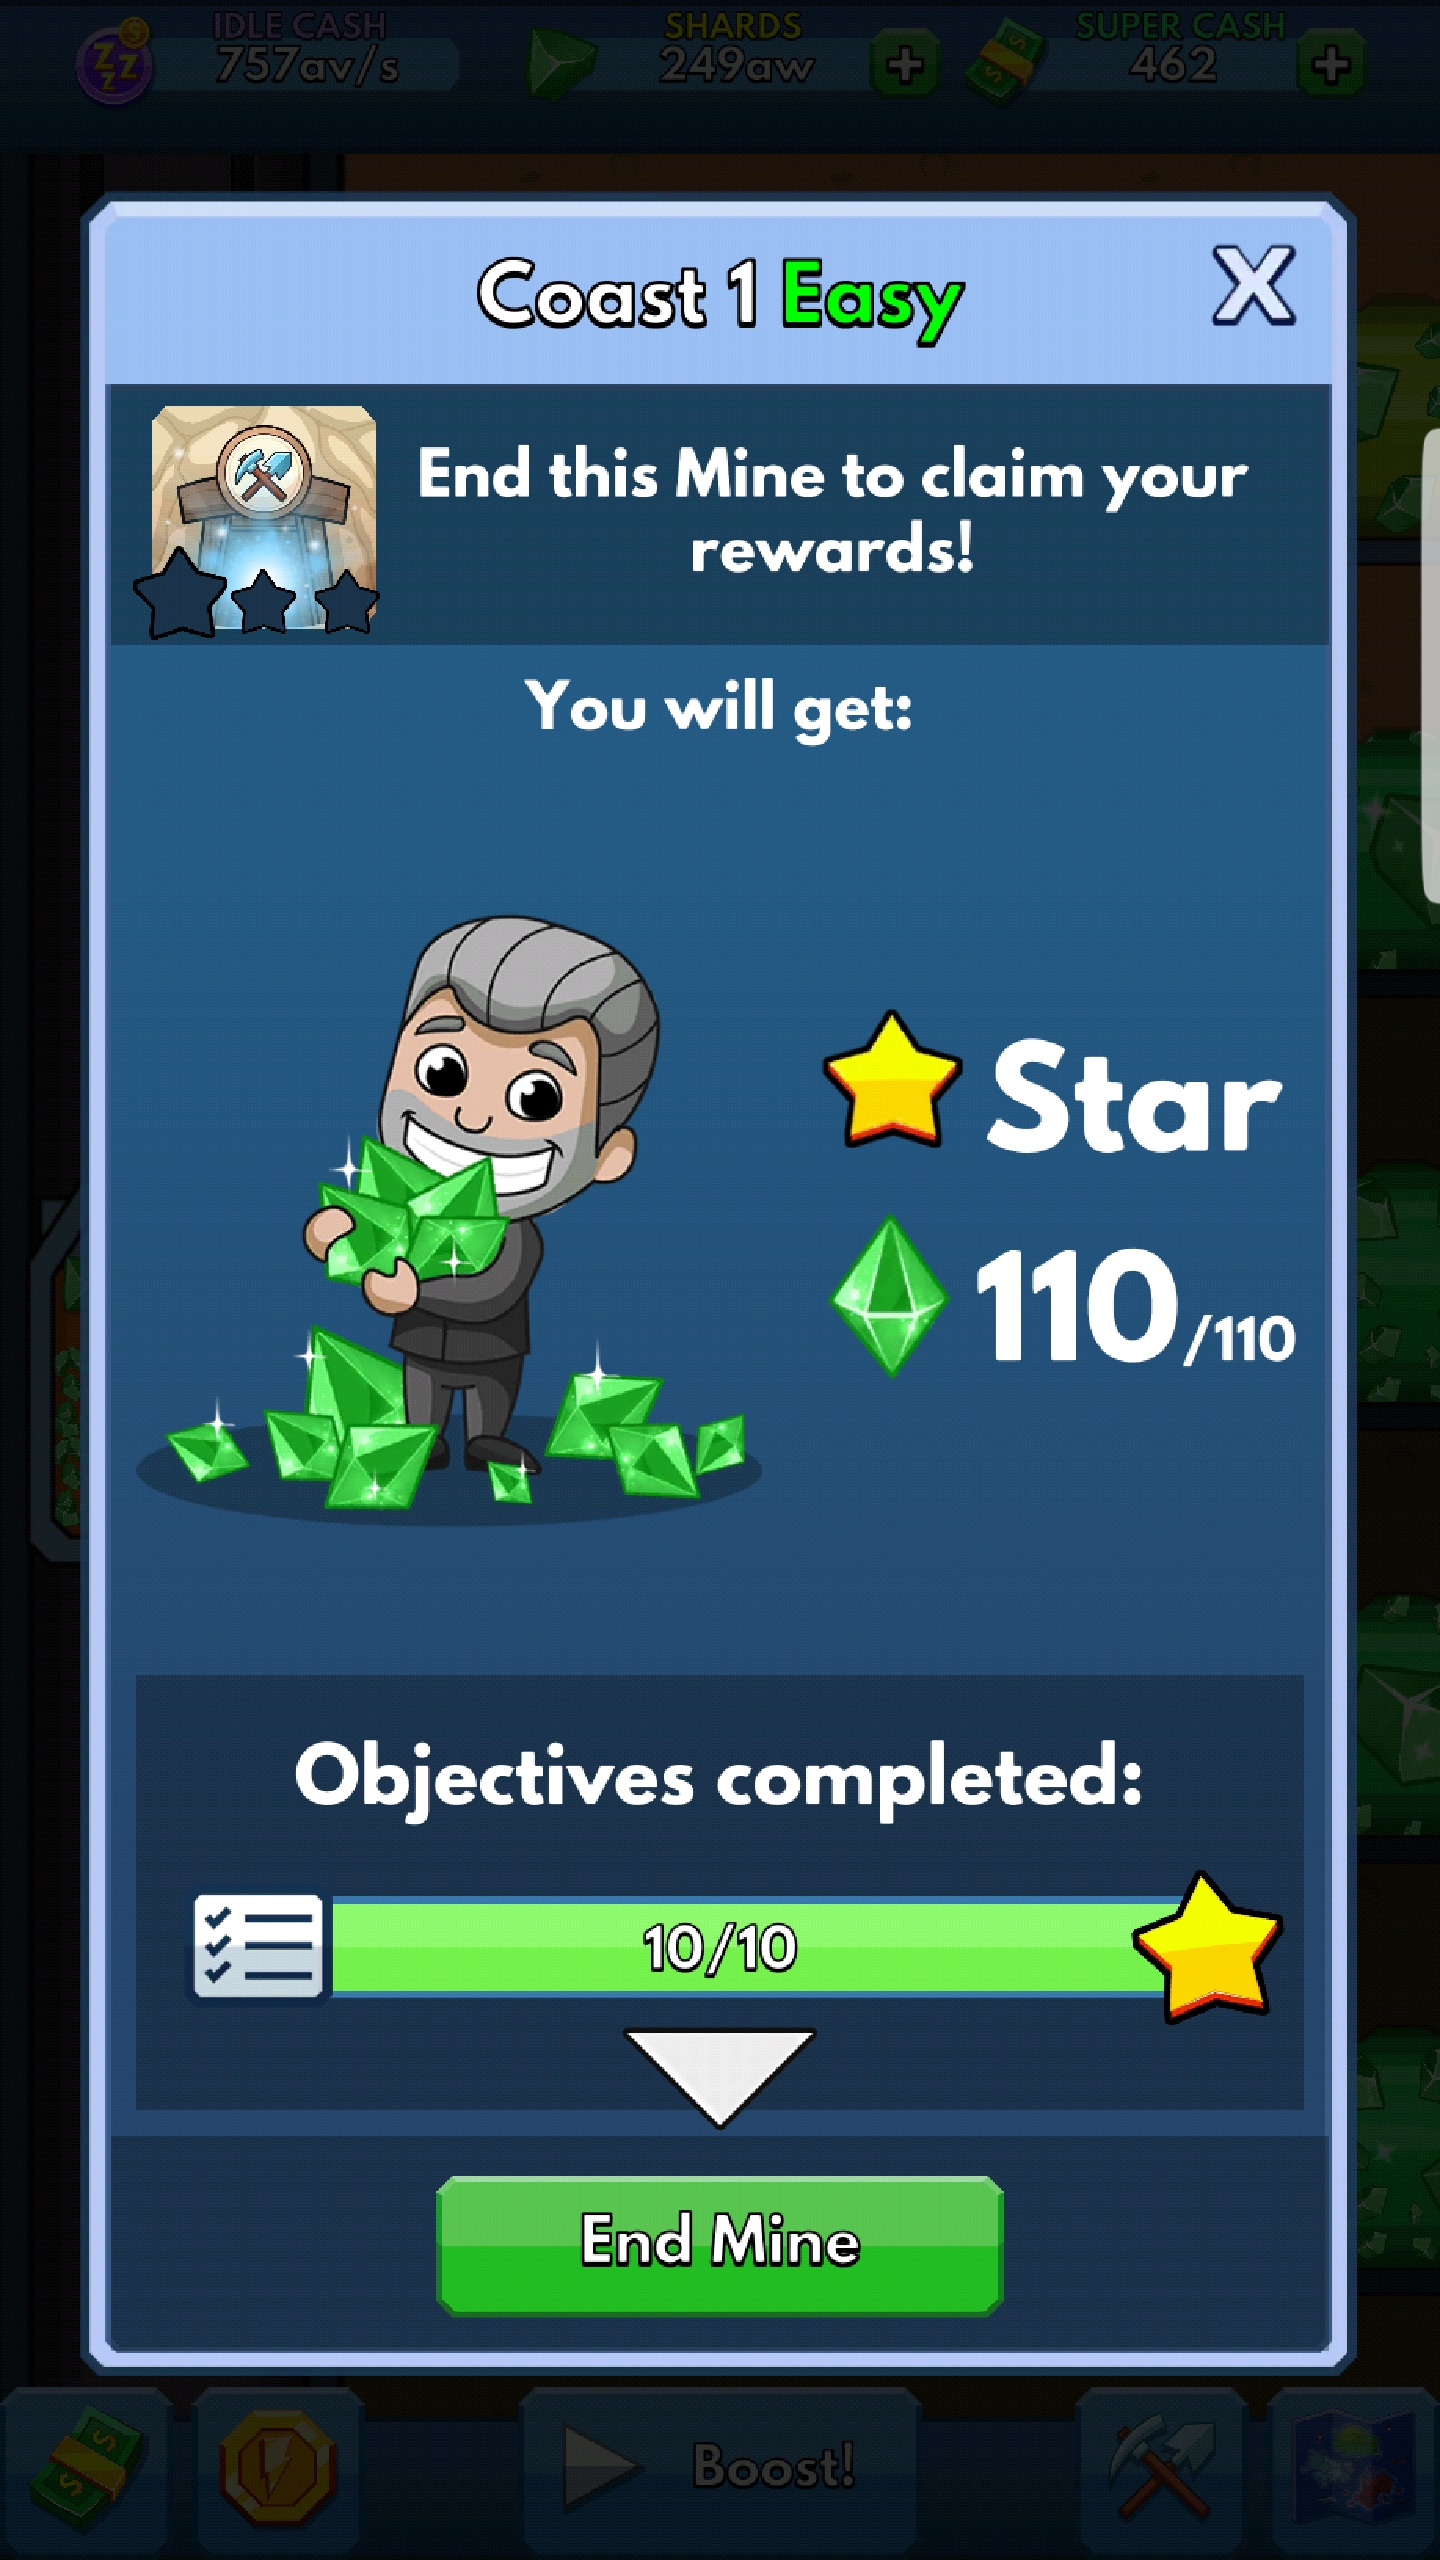 IDLE CASH
757av/s
SHARDS
249aw
SUPER CASH
462
Coast 1 Easy
X
End this Mine to claim your
rewards!
You will get:
Star
110/110
Objectives completed:
10/10
End Mine
Boost!